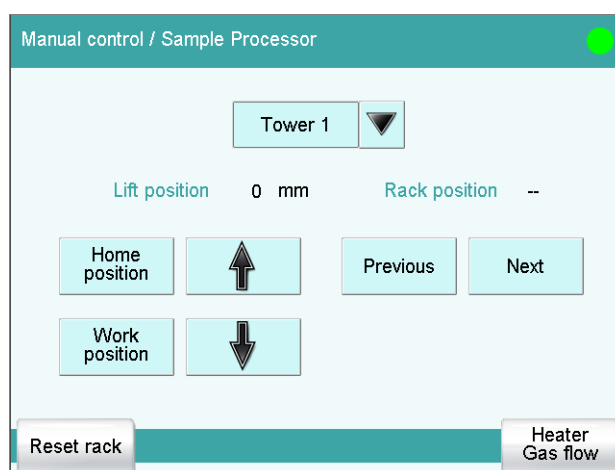 Manual control / Sample Processor
Tower 1
Lift position 0 mm Rack position --
Home
position
Previous
Next
Work
position
Reset rack
Heater
Gas flow